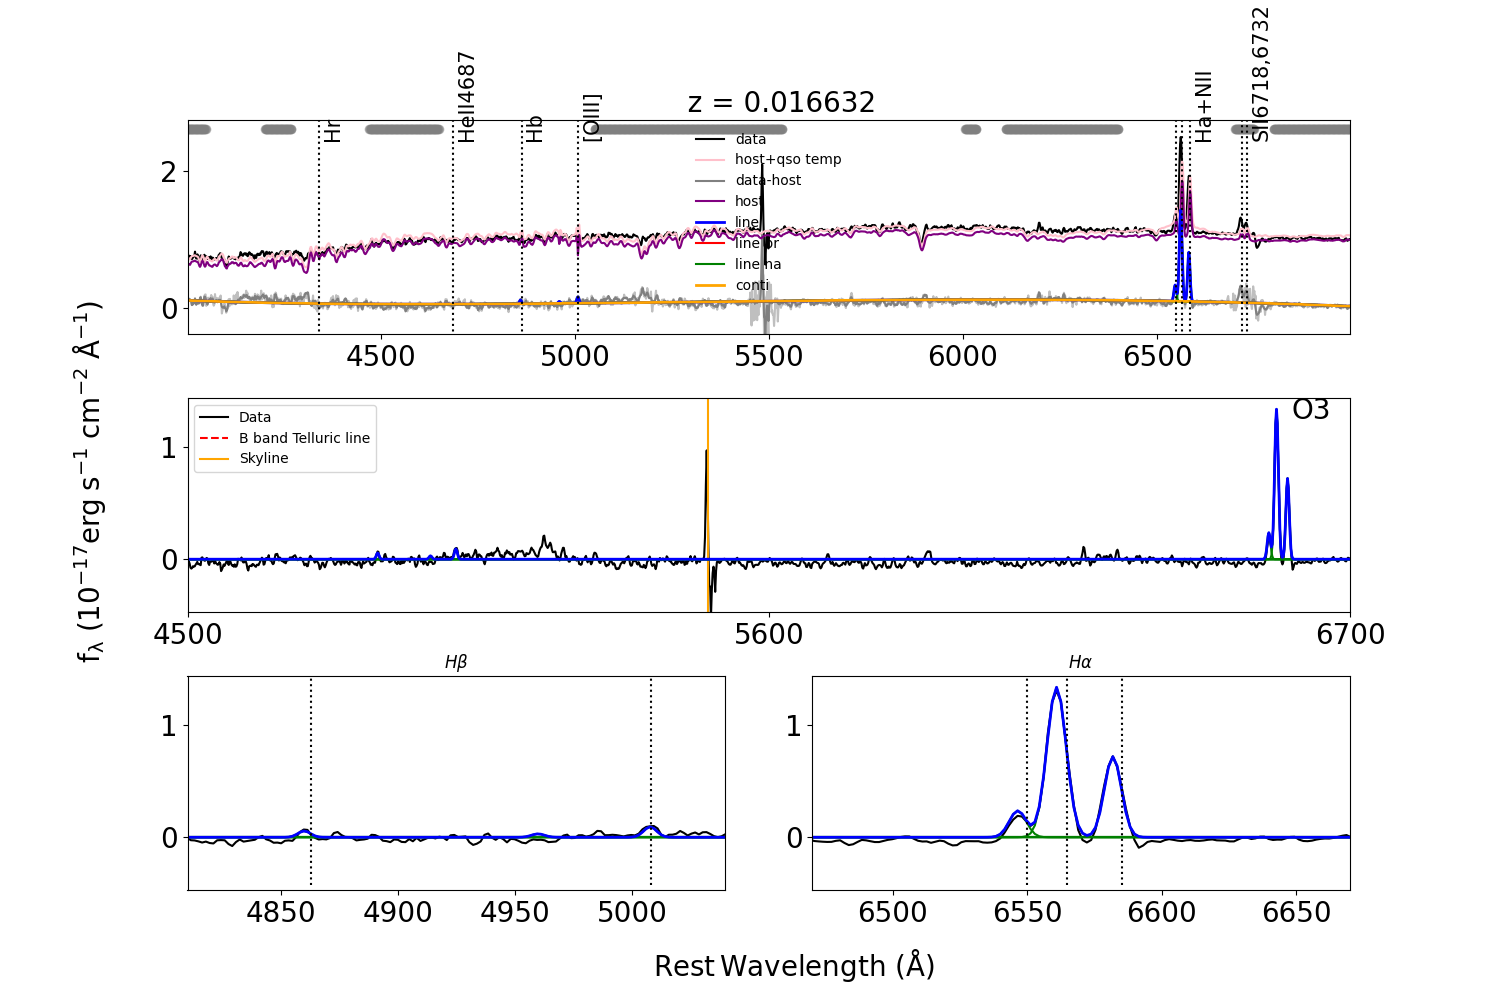 z = 0.016632
Hr
HeII4687
Hb
[OIII]
Ha+NII
SII6718,6732
data
host+qso temp
data-host
host
line
line br
line na
conti
2
0
4500
5000
5500
6000
6500
Data
B band Telluric line
Skyline
O3
1
0
4500
5600
6700
fλ (10⁻¹⁷erg s⁻¹ cm⁻² Å⁻¹)
Hβ
1
0
4850
4900
4950
5000
Hα
1
0
6500
6550
6600
6650
Rest Wavelength (Å)